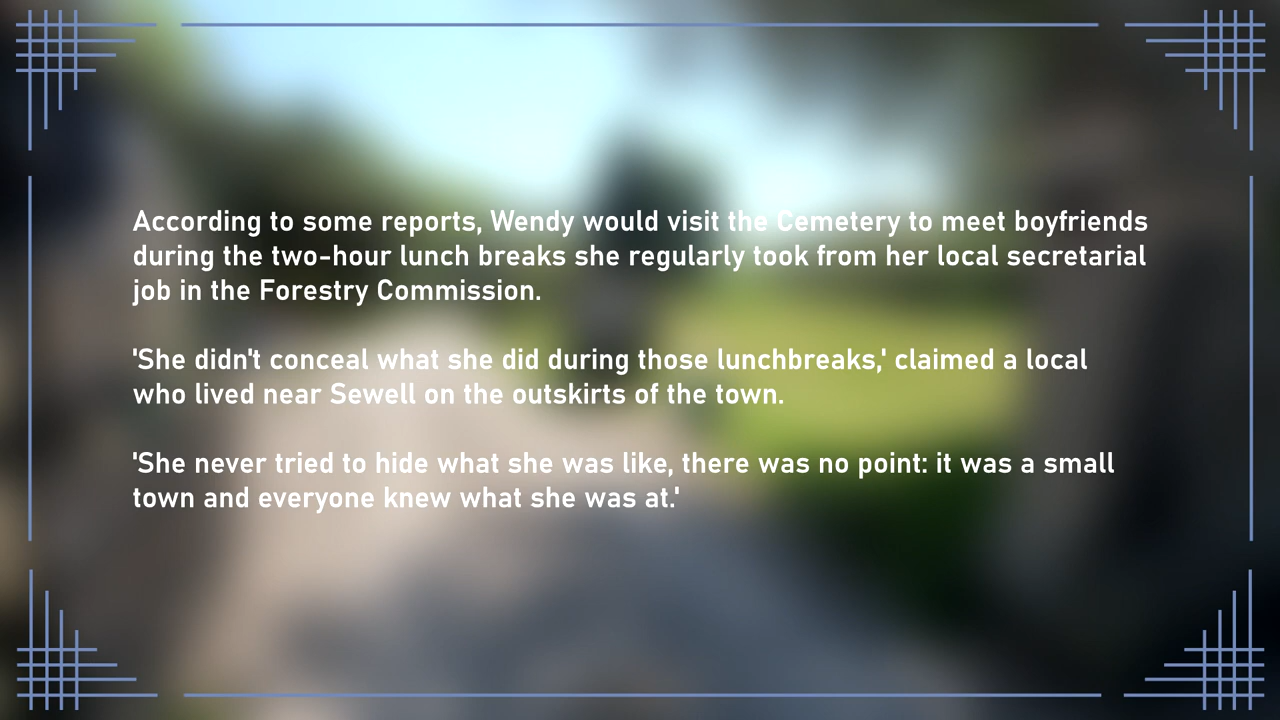 According to some reports, Wendy would visit the Cemetery to meet boyfriends
during the two-hour lunch breaks she regularly took from her local secretarial
job in the Forestry Commission.
'She didn't conceal what she did during those lunchbreaks,' claimed a local
who lived near Sewell on the outskirts of the town.
'She never tried to hide what she was like, there was no point: it was a small
town and everyone knew what she was at.'